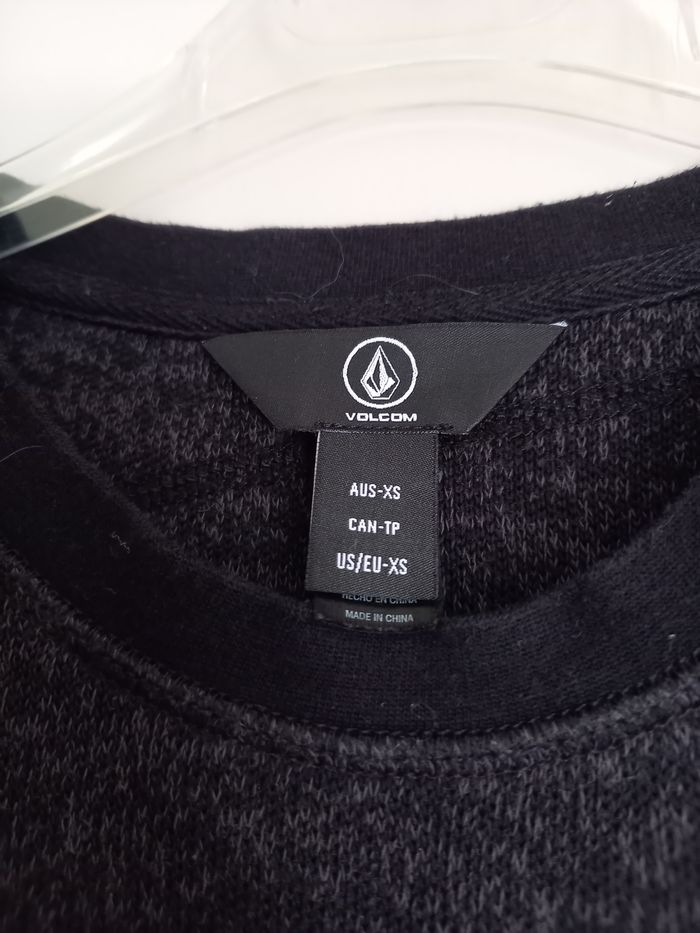 VOLCOM
AUS-XS
CAN-TP
US/EU-XS
HECHO EN CHINA
MADE IN CHINA